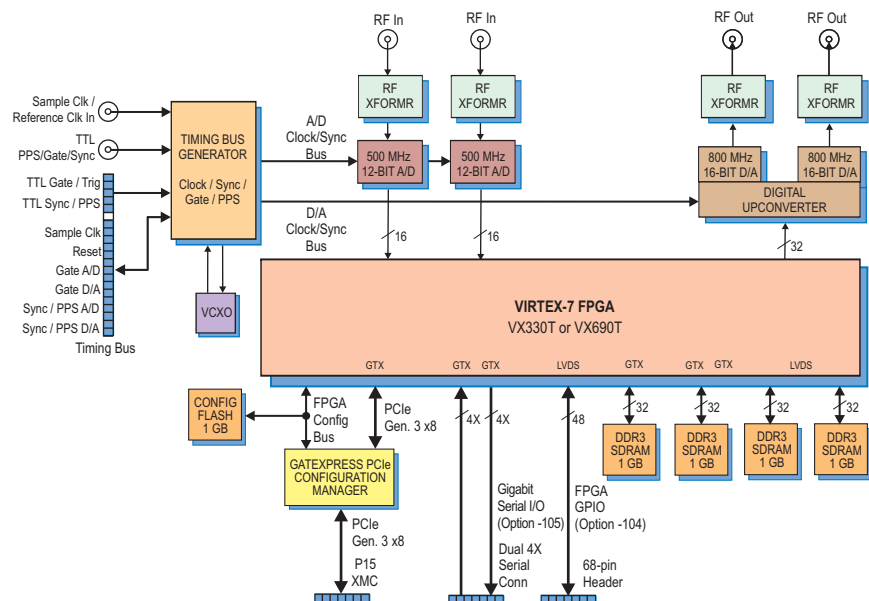 RF In
RF In
RF Out
RF Out
RF
XFORMR
RF
XFORMR
RF
XFORMR
RF
XFORMR
Sample Clk /
Reference Clk In
TTL
PPS/Gate/Sync
TTL Gate / Trig
TTL Sync / PPS
Sample Clk
Reset
Gate A/D
Gate D/A
Sync / PPS A/D
Sync / PPS D/A
Timing Bus
TIMING BUS
GENERATOR
Clock / Sync /
Gate / PPS
VCXO
A/D
Clock/Sync
Bus
D/A
Clock/Sync
Bus
500 MHz
12-BIT A/D
500 MHz
12-BIT A/D
800 MHz
16-BIT D/A
800 MHz
16-BIT D/A
DIGITAL
UPCONVERTER
16
16
32
VIRTEX-7 FPGA
VX330T or VX690T
GTX
GTX
GTX
LVDS
GTX
GTX
GTX
LVDS
CONFIG
FLASH
1 GB
FPGA
Config
Bus
PCIe
Gen. 3 x8
4X
4X
48
32
32
32
32
DDR3
SDRAM
1 GB
DDR3
SDRAM
1 GB
DDR3
SDRAM
1 GB
DDR3
SDRAM
1 GB
GATEXPRESS PCIe
CONFIGURATION
MANAGER
PCIe
Gen. 3 x8
P15
XMC
Gigabit
Serial I/O
(Option -105)
Dual 4X
Serial
Conn
FPGA
GPIO
(Option -104)
68-pin
Header